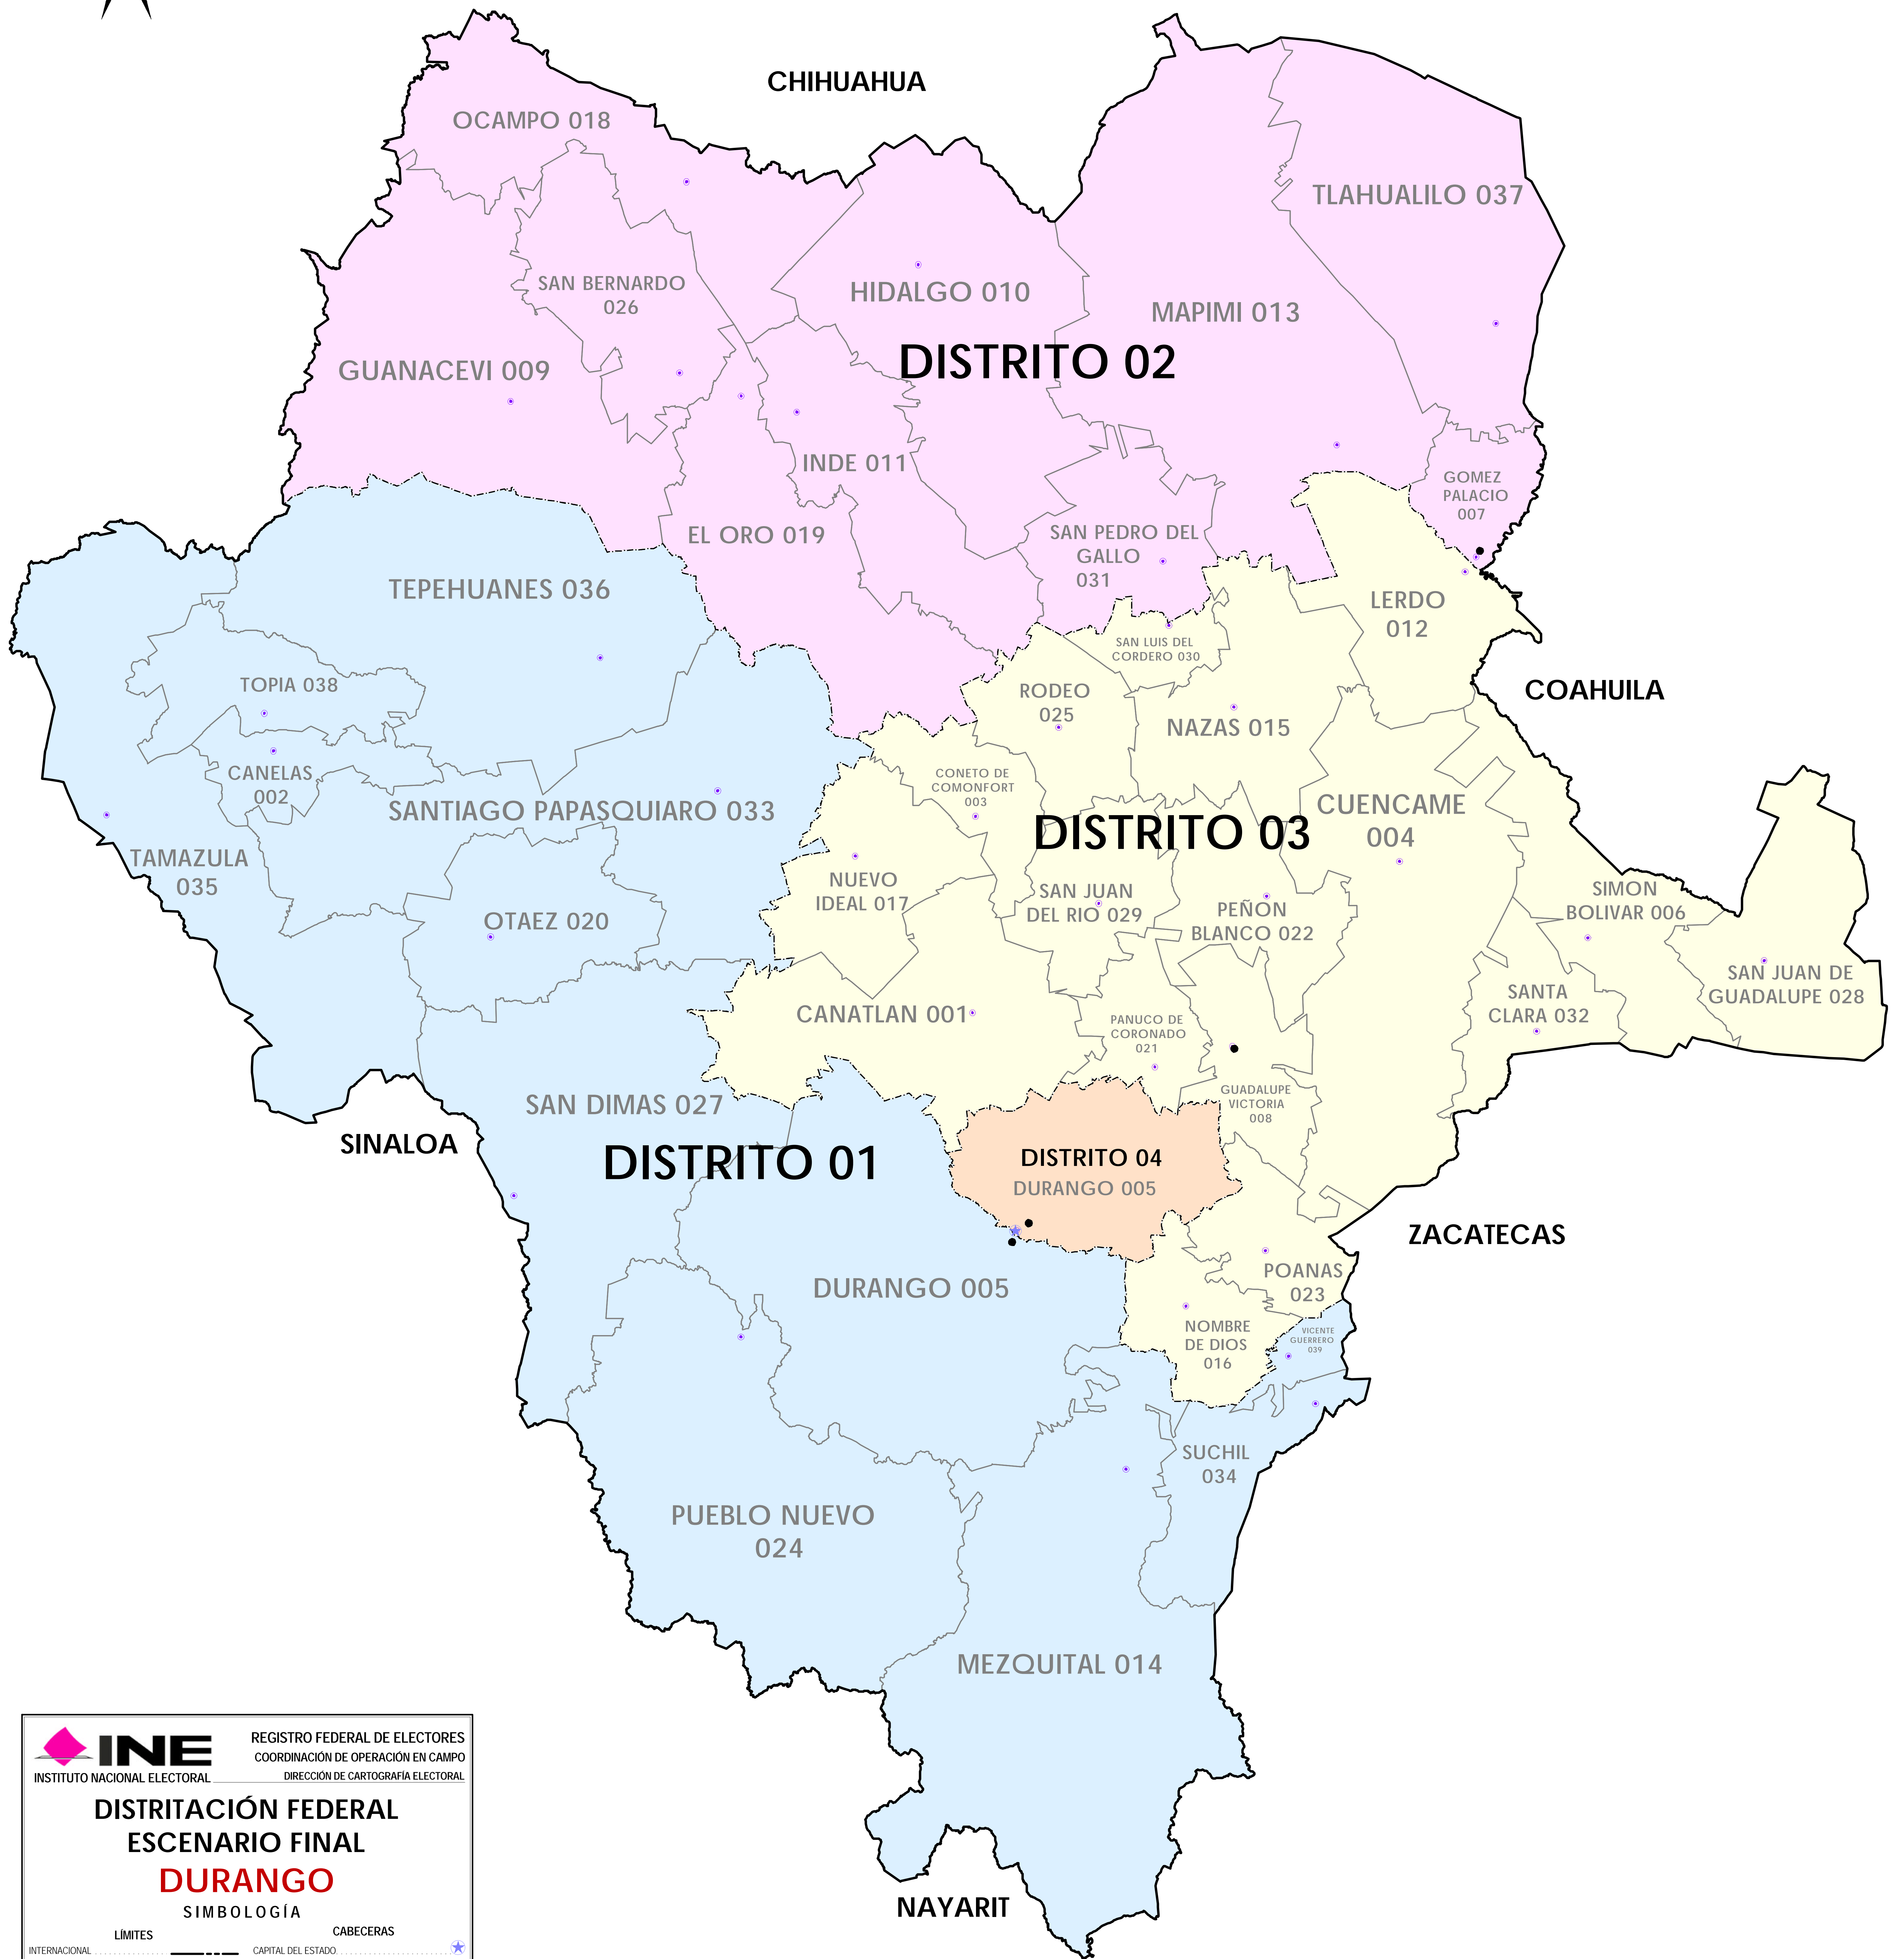 CHIHUAHUA
OCAMPO 018
TLAHUALILO 037
SAN BERNARDO
026
HIDALGO 010
MAPIMI 013
GUANACEVI 009
DISTRITO 02
INDE 011
GOMEZ
PALACIO
007
EL ORO 019
SAN PEDRO DEL
GALLO
031
TEPEHUANES 036
LERDO
012
SAN LUIS DEL
CORDERO 030
TOPIA 038
RODEO
025
COAHUILA
NAZAS 015
CANELAS
002
CONETO DE
COMONFORT
003
SANTIAGO PAPASQUIARO 033
CUENCAME
004
DISTRITO 03
TAMAZULA
035
NUEVO
IDEAL 017
SAN JUAN
DEL RIO 029
SIMON
BOLIVAR 006
OTAEZ 020
PEÑON
BLANCO 022
SAN JUAN DE
GUADALUPE 028
SANTA
CLARA 032
CANATLAN 001
PANUCO DE
CORONADO
021
SAN DIMAS 027
GUADALUPE
VICTORIA
008
SINALOA
DISTRITO 01
DISTRITO 04
DURANGO 005
ZACATECAS
DURANGO 005
POANAS
023
NOMBRE
DE DIOS
016
VICENTE
GUERRERO
039
SUCHIL
034
PUEBLO NUEVO
024
MEZQUITAL 014
NAYARIT
INE
INSTITUTO NACIONAL ELECTORAL
REGISTRO FEDERAL DE ELECTORES
COORDINACIÓN DE OPERACIÓN EN CAMPO
DIRECCIÓN DE CARTOGRAFÍA ELECTORAL
DISTRITACIÓN FEDERAL
ESCENARIO FINAL
DURANGO
SIMBOLOGÍA
LÍMITES
CABECERAS
INTERNACIONAL
CAPITAL DEL ESTADO